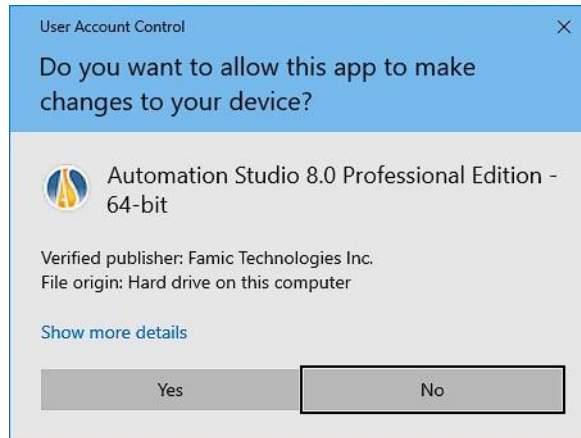 User Account Control
Do you want to allow this app to make
changes to your device?
Automation Studio 8.0 Professional Edition -
64-bit
Verified publisher: Famic Technologies Inc.
File origin: Hard drive on this computer
Show more details
Yes
No